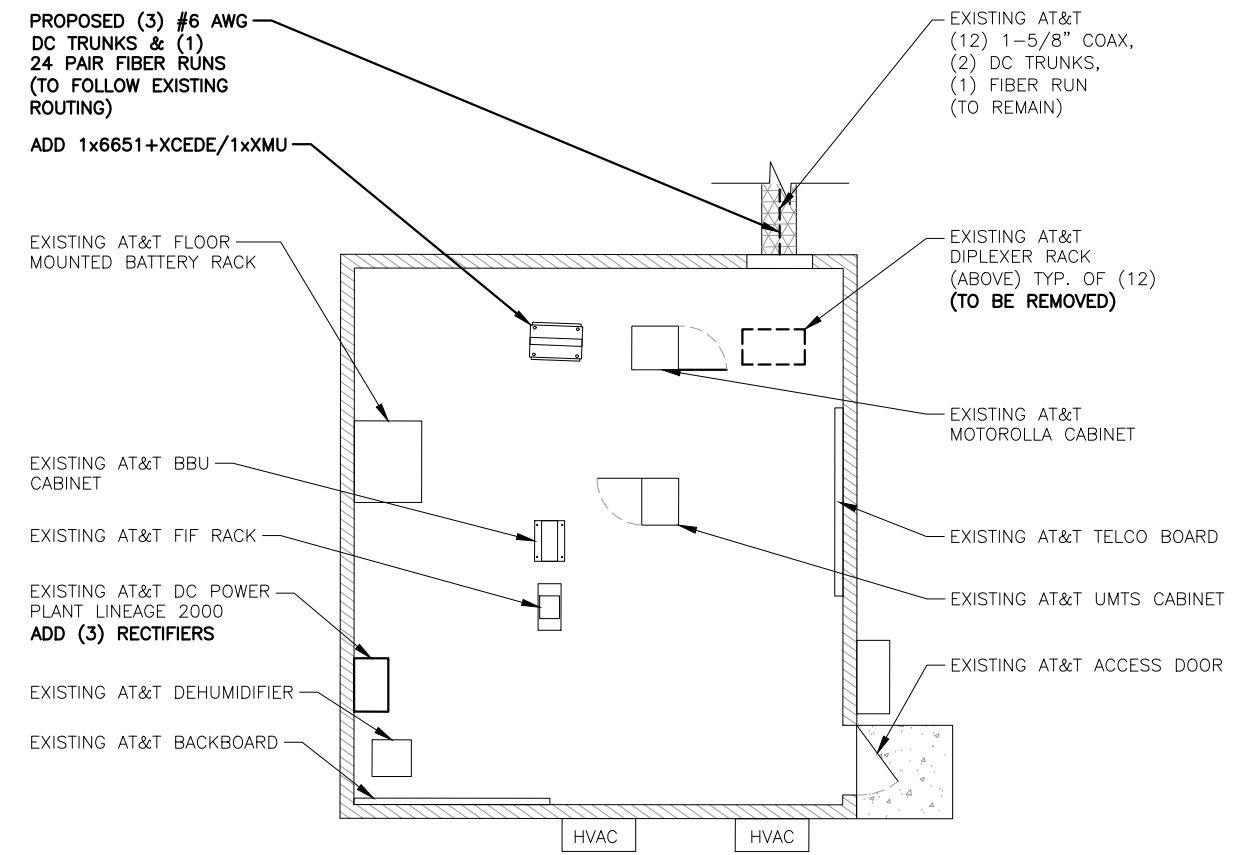 PROPOSED (3) #6 AWG
DC TRUNKS & (1)
24 PAIR FIBER RUNS
(TO FOLLOW EXISTING
ROUTING)
ADD 1x6651+XCEDE/1xXMU
EXISTING AT&T FLOOR
MOUNTED BATTERY RACK
EXISTING AT&T BBU
CABINET
EXISTING AT&T FIF RACK
EXISTING AT&T DC POWER
PLANT LINEAGE 2000
ADD (3) RECTIFIERS
EXISTING AT&T DEHUMIDIFIER
EXISTING AT&T BACKBOARD
EXISTING AT&T
(12) 1-5/8" COAX,
(2) DC TRUNKS,
(1) FIBER RUN
(TO REMAIN)
EXISTING AT&T
DIPLEXER RACK
(ABOVE) TYP. OF (12)
(TO BE REMOVED)
EXISTING AT&T
MOTOROLLA CABINET
EXISTING AT&T TELCO BOARD
EXISTING AT&T UMTS CABINET
EXISTING AT&T ACCESS DOOR
HVAC
HVAC